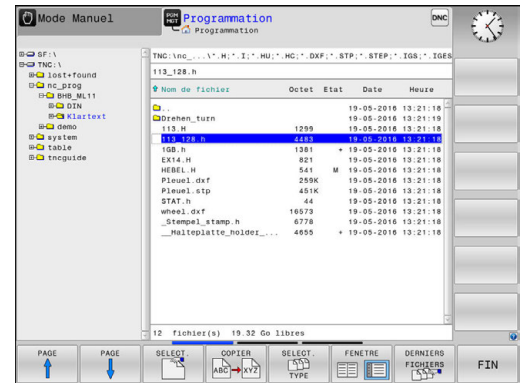 Mode Manuel
PGM
MGT
Programmation
Programmation
DNC
SF:\
TNC:\
lost+found
nc_prog
BHB_ML11
DIN
Klartext
demo
system
table
tncguide
TNC:\nc_...\*.H;*.I;*.HU;*.HC;*.DXF;*.STP;*.STEP;*.IGS;*.IGES
113_128.h
Nom de fichier Octet Etat Date Heure
.. 19-05-2016 13:21:18
Drehen_turn 19-05-2016 13:21:19
113.H 1299 19-05-2016 13:21:18
113_128.h 4483 19-05-2016 13:21:18
1GB.h 1381 + 19-05-2016 13:21:18
EX14.H 821 19-05-2016 13:21:18
HEBEL.H 541 M 19-05-2016 13:21:18
Pleuel.dxf 259K 19-05-2016 13:21:18
Pleuel.stp 451K 19-05-2016 13:21:18
STAT.h 44 19-05-2016 13:21:18
wheel.dxf 16573 19-05-2016 13:21:18
_Stempel_stamp.h 6778 19-05-2016 13:21:18
__Halteplatte_holder_... 4655 + 19-05-2016 13:21:18
12 fichier(s) 19.32 Go libres
PAGE
PAGE
SELECT.
COPIER
ABC XYZ
SELECT.
TYPE
FENETRE
DERNIERS
FICHIERS
FIN